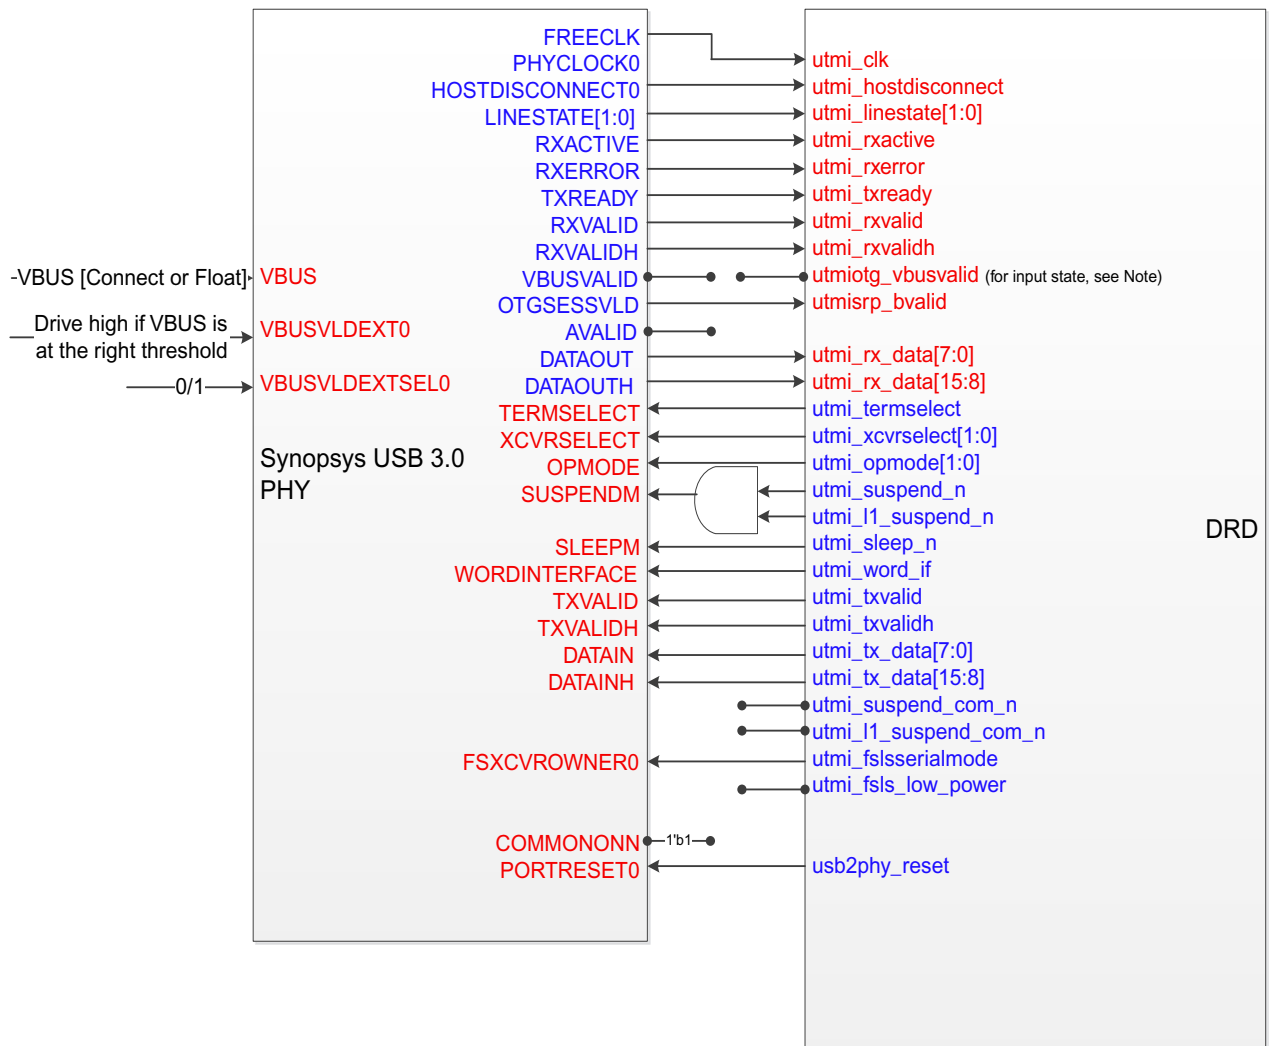 FREECLK
PHYCLOCK0
HOSTDISCONNECT0
LINESTATE[1:0]
RXACTIVE
RXERROR
TXREADY
RXVALID
RXVALIDH
VBUSVALID
OTGSESSVLD
AVALID
DATAOUT
DATAOUTH
TERMSELECT
XCVRSELECT
OPMODE
SUSPENDM
SLEEPM
WORDINTERFACE
TXVALID
TXVALIDH
DATAIN
DATAINH
FSXCVROWNER0
COMMONONN
1'b1
PORTRESET0
VBUS [Connect or Float]
VBUS
Drive high if VBUS is
at the right threshold
VBUSVLDEXT0
0/1
VBUSVLDEXTSEL0
Synopsys USB 3.0
PHY
utmi_clk
utmi_hostdisconnect
utmi_linestate[1:0]
utmi_rxactive
utmi_rxerror
utmi_txready
utmi_rxvalid
utmi_rxvalidh
utmiotg_vbusvalid (for input state, see Note)
utmisrp_bvalid
utmi_rx_data[7:0]
utmi_rx_data[15:8]
utmi_termselect
utmi_xcvrselect[1:0]
utmi_opmode[1:0]
utmi_suspend_n
utmi_l1_suspend_n
utmi_sleep_n
utmi_word_if
utmi_txvalid
utmi_txvalidh
utmi_tx_data[7:0]
utmi_tx_data[15:8]
utmi_suspend_com_n
utmi_l1_suspend_com_n
utmi_fslsserialmode
utmi_fsls_low_power
usb2phy_reset
DRD